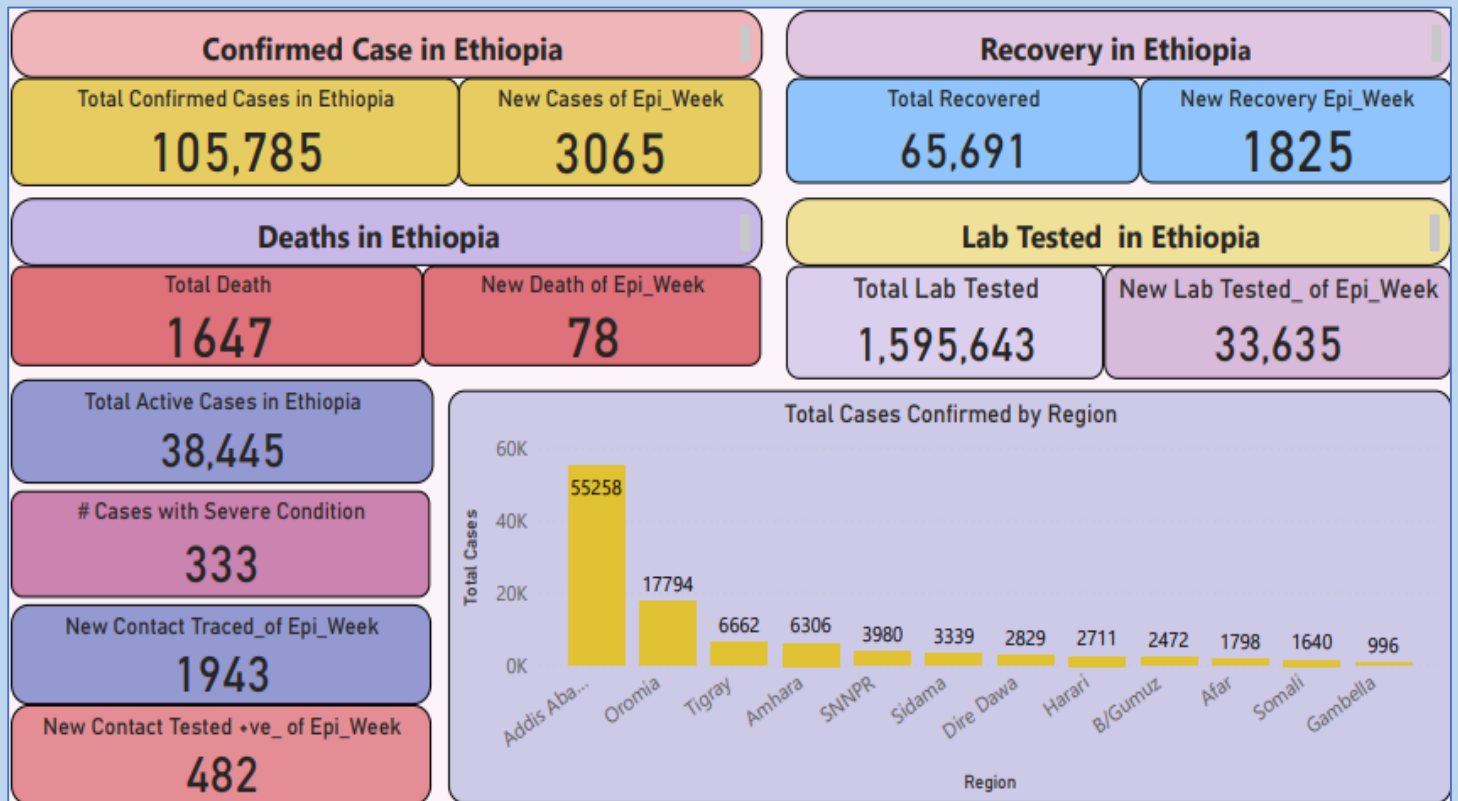 Confirmed Case in Ethiopia
Total Confirmed Cases in Ethiopia
105,785
New Cases of Epi_Week
3065
Recovery in Ethiopia
Total Recovered
65,691
New Recovery Epi_Week
1825
Deaths in Ethiopia
Total Death
1647
New Death of Epi_Week
78
Lab Tested in Ethiopia
Total Lab Tested
1,595,643
New Lab Tested_ of Epi_Week
33,635
Total Active Cases in Ethiopia
38,445
# Cases with Severe Condition
333
New Contact Traced_of Epi_Week
1943
New Contact Tested +ve_ of Epi_Week
482
Total Cases Confirmed by Region
Total Cases
60K
40K
20K
0K
55258
17794
6662
6306
3980
3339
2829
2711
2472
1798
1640
996
Addis Aba...
Oromia
Tigray
Amhara
SNNPR
Sidama
Dire Dawa
Harari
B/Gumuz
Afar
Somali
Gambella
Region